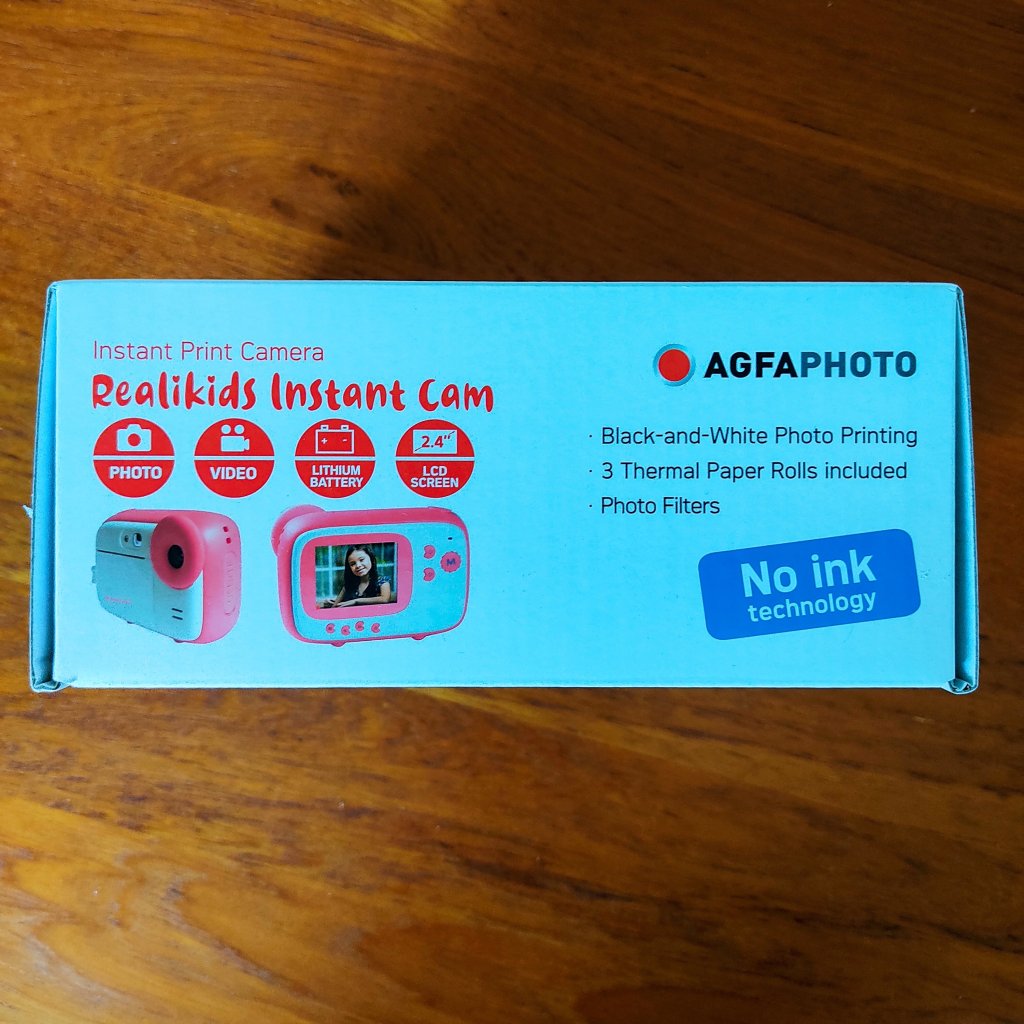 Instant Print Camera
Realikids Instant Cam
PHOTO
VIDEO
LITHIUM
BATTERY
2.4"
LCD
SCREEN
M
AGFAPHOTO
· Black-and-White Photo Printing
· 3 Thermal Paper Rolls included
· Photo Filters
No ink
technology